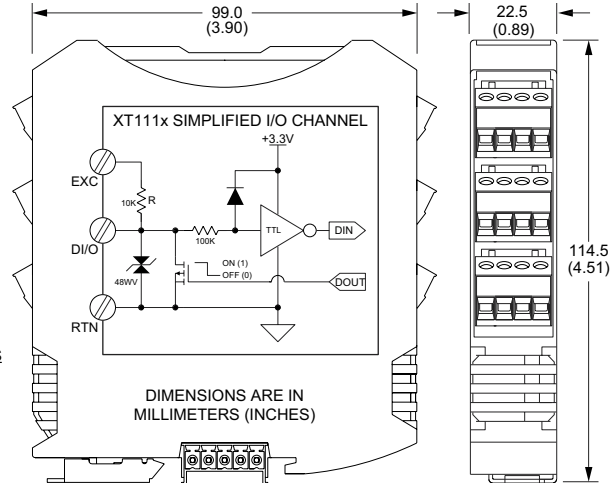 99.0
(3.90)
22.5
(0.89)
XT111x SIMPLIFIED I/O CHANNEL
+3.3V
EXC
10K
R
DI/O
TTL
DIN
100K
ON (1)
OFF (0)
48WV
DOUT
RTN
114.5
(4.51)
DIMENSIONS ARE IN
MILLIMETERS (INCHES)